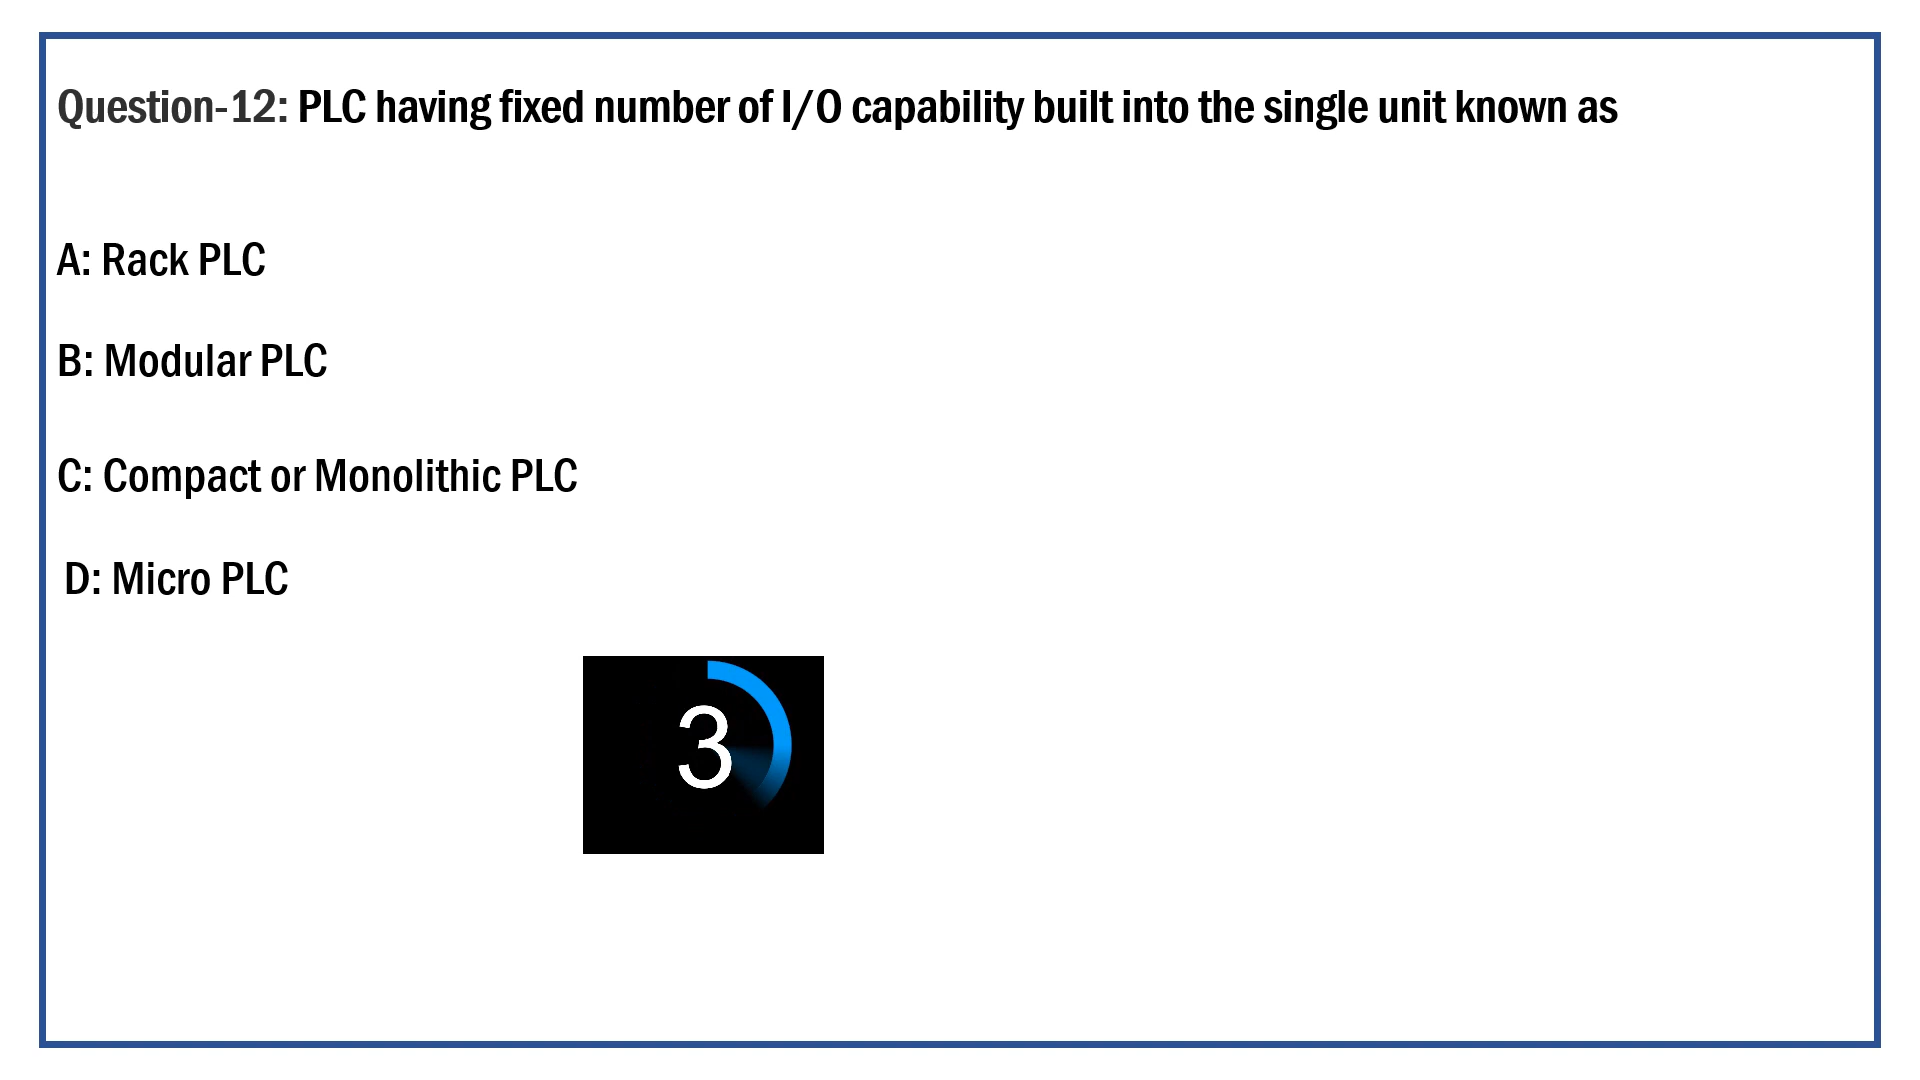 Question-12: PLC having fixed number of I/O capability built into the single unit known as
A: Rack PLC
B: Modular PLC
C: Compact or Monolithic PLC
D: Micro PLC
3